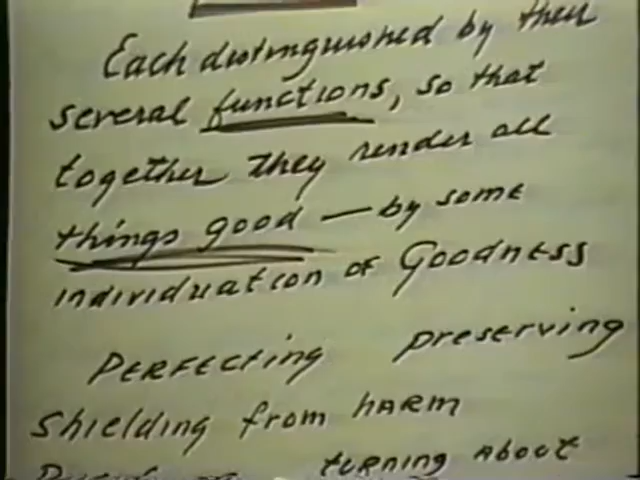 Each distinguished by their
several functions, so that
together they render all
things good — by some
individuation of Goodness
PERFECting preserving
Shielding from hARM
turning About